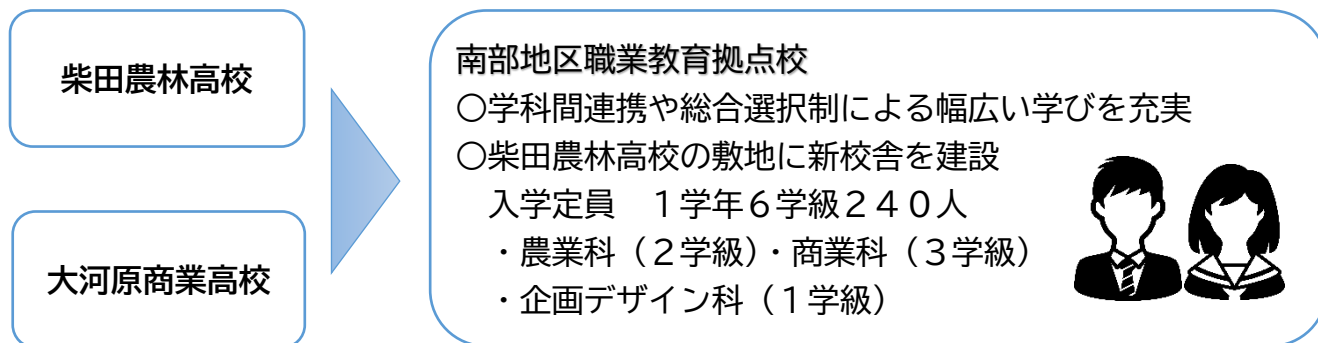 柴田農林高校
大河原商業高校
南部地区職業教育拠点校
○学科間連携や総合選択制による幅広い学びを充実
○柴田農林高校の敷地に新校舎を建設
入学定員　１学年６学級２４０人
・農業科（２学級）・商業科（３学級）
・企画デザイン科（１学級）